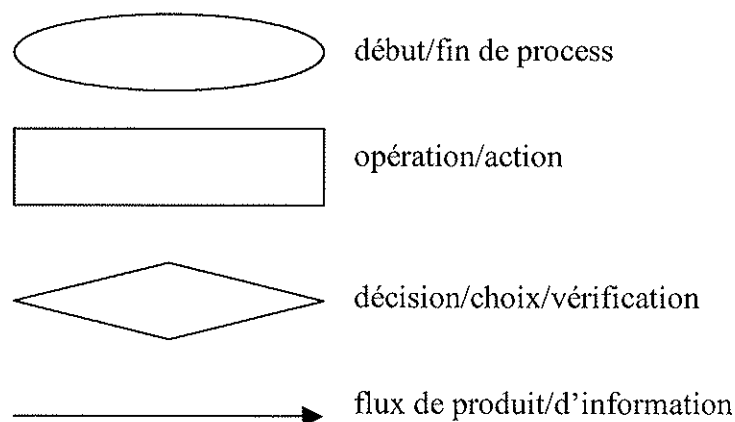 début/fin de process
opération/action
décision/choix/vérification
flux de produit/d'information